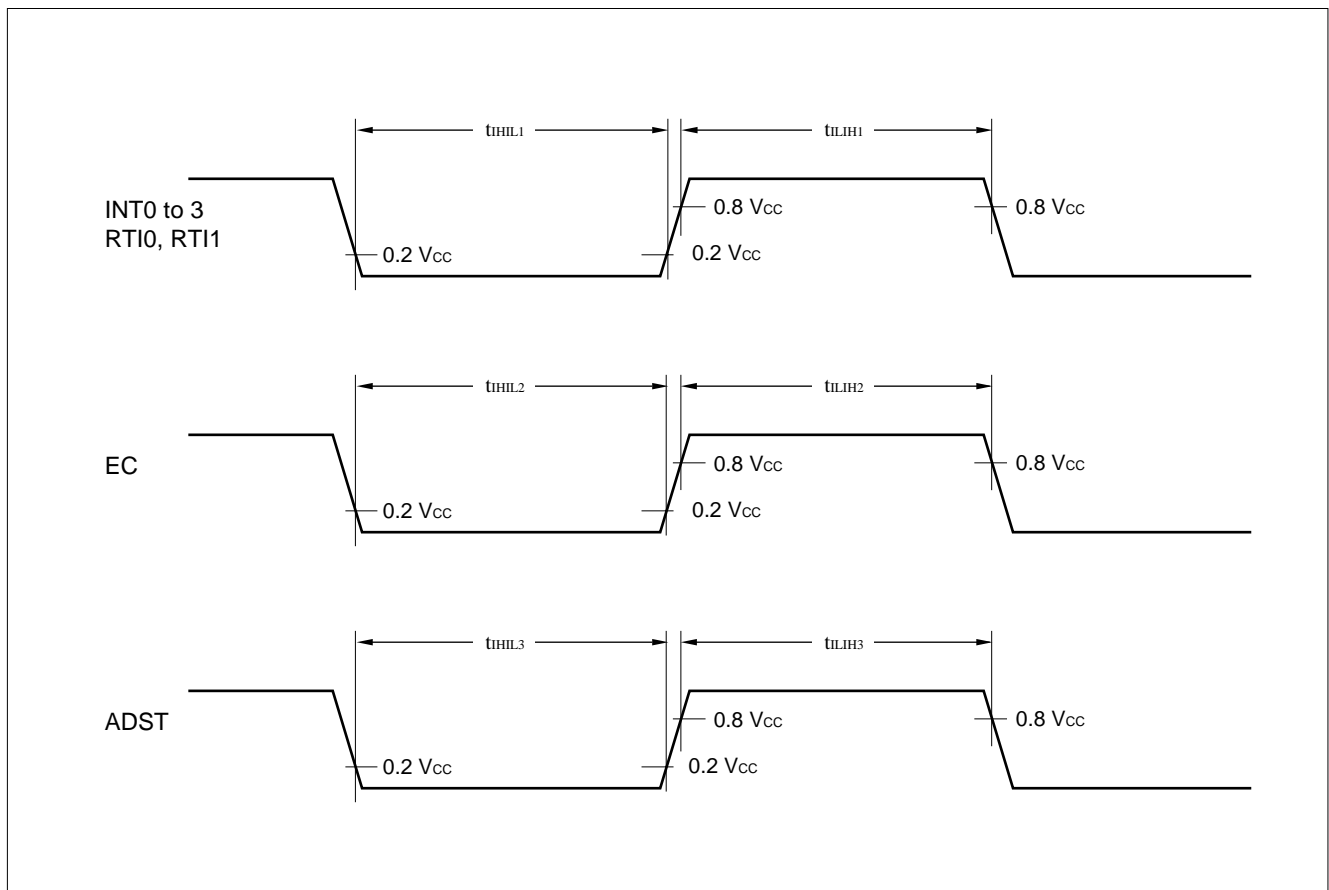 tIHIL1 tILIH1
INT0 to 3
RTI0, RTI1
0.8 VCC 0.8 VCC
0.2 VCC 0.2 VCC
tIHIL2 tILIH2
EC
0.8 VCC 0.8 VCC
0.2 VCC 0.2 VCC
tIHIL3 tILIH3
ADST
0.8 VCC 0.8 VCC
0.2 VCC 0.2 VCC